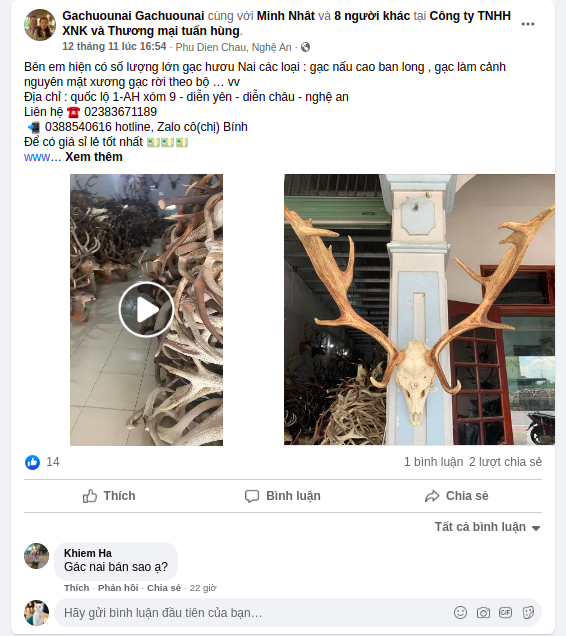 Gachuounai Gachuounai cùng với Minh Nhât và 8 người khác tại Công ty TNHH
XNK và Thương mại tuấn hùng.
12 tháng 11 lúc 16:54 · Phu Dien Chau, Nghệ An ·
Bên em hiện có số lượng lớn gạc hươu Nai các loại : gạc nấu cao ban long , gạc làm cảnh
nguyên mặt xương gạc rời theo bộ … vv
Địa chỉ : quốc lộ 1-AH xóm 9 - diễn yên - diễn châu - nghệ an
Liên hệ ☎️ 02383671189
📲 0388540616 hotline, Zalo cô(chị) Bính
Để có giá sỉ lẻ tốt nhất 💵💵💵
www… Xem thêm
14
1 bình luận 2 lượt chia sẻ
Thích Bình luận Chia sẻ
Tất cả bình luận
Khiem Ha
Gác nai bán sao ạ?
Thích · Phản hồi · Chia sẻ · 22 giờ
Hãy gửi bình luận đầu tiên của bạn…
GIF